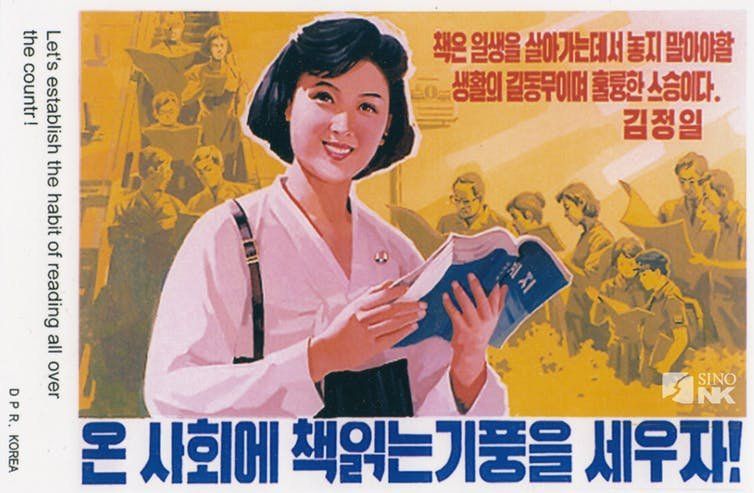 Let's establish the habit of reading all over
the countr!
D P R. KOREA
책은 일생을 살아가는데서 놓지 말아야할
생활의 길동무이며 훌륭한 스승이다.
김정일
SINO
NK
온 사회에 책읽는기풍을 세우자!